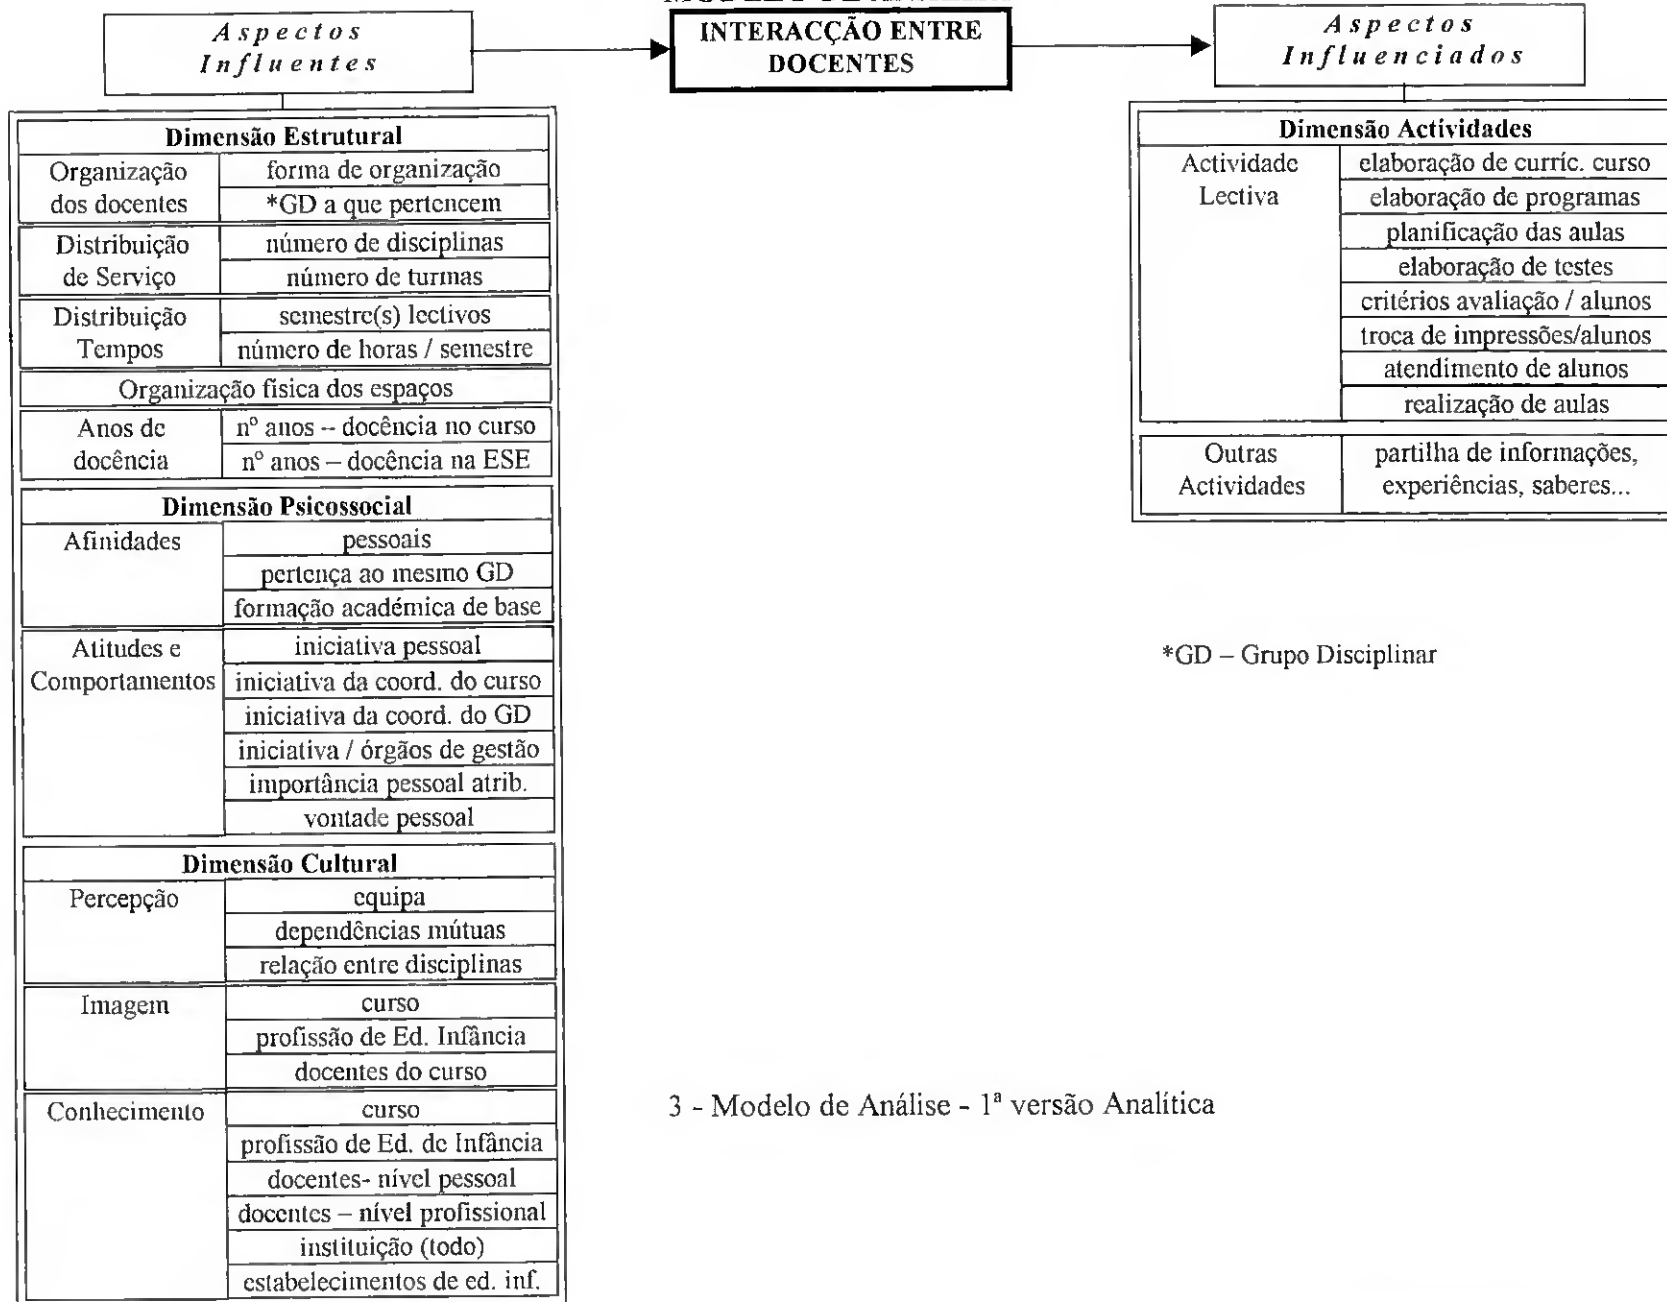 Aspectos
Influentes
INTERACÇÃO ENTRE
DOCENTES
Aspectos
Influenciados
Dimensão Estrutural
Organização
dos docentes
forma de organização
*GD a que pertencem
Distribuição
de Serviço
número de disciplinas
número de turmas
Distribuição
Tempos
semestre(s) lectivos
número de horas / semestre
Organização física dos espaços
Anos de
docência
nº anos – docência no curso
nº anos – docência na ESE
Dimensão Psicossocial
Afinidades
pessoais
pertença ao mesmo GD
formação académica de base
Atitudes e
Comportamentos
iniciativa pessoal
iniciativa da coord. do curso
iniciativa da coord. do GD
iniciativa / órgãos de gestão
importância pessoal atrib.
vontade pessoal
Dimensão Cultural
Percepção
equipa
dependências mútuas
relação entre disciplinas
Imagem
curso
profissão de Ed. Infância
docentes do curso
Conhecimento
curso
profissão de Ed. de Infância
docentes- nível pessoal
docentes – nível profissional
instituição (todo)
estabelecimentos de ed. inf.
Dimensão Actividades
Actividade
Lectiva
elaboração de curríc. curso
elaboração de programas
planificação das aulas
elaboração de testes
critérios avaliação / alunos
troca de impressões/alunos
atendimento de alunos
realização de aulas
Outras
Actividades
partilha de informações,
experiências, saberes...
*GD – Grupo Disciplinar
3 - Modelo de Análise - 1ª versão Analítica